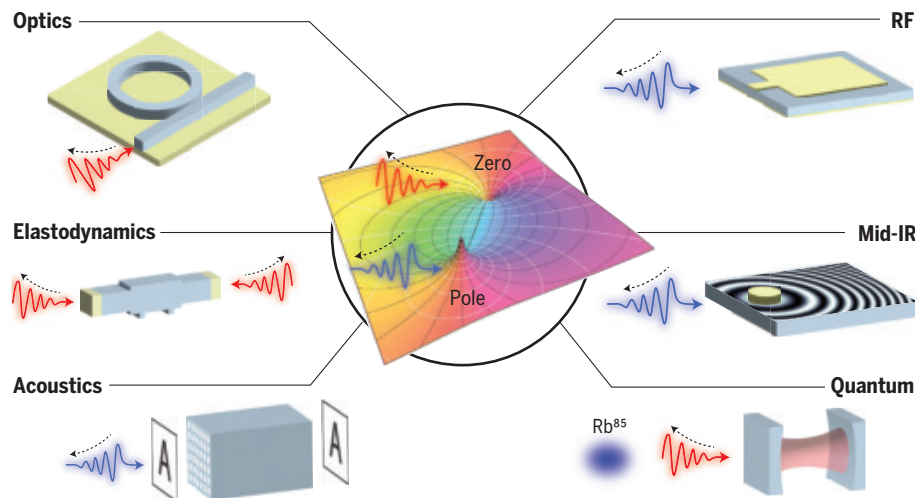 Optics
RF
Zero
Elastodynamics
Mid-IR
Pole
Acoustics
Quantum
A
A
Rb⁸⁵